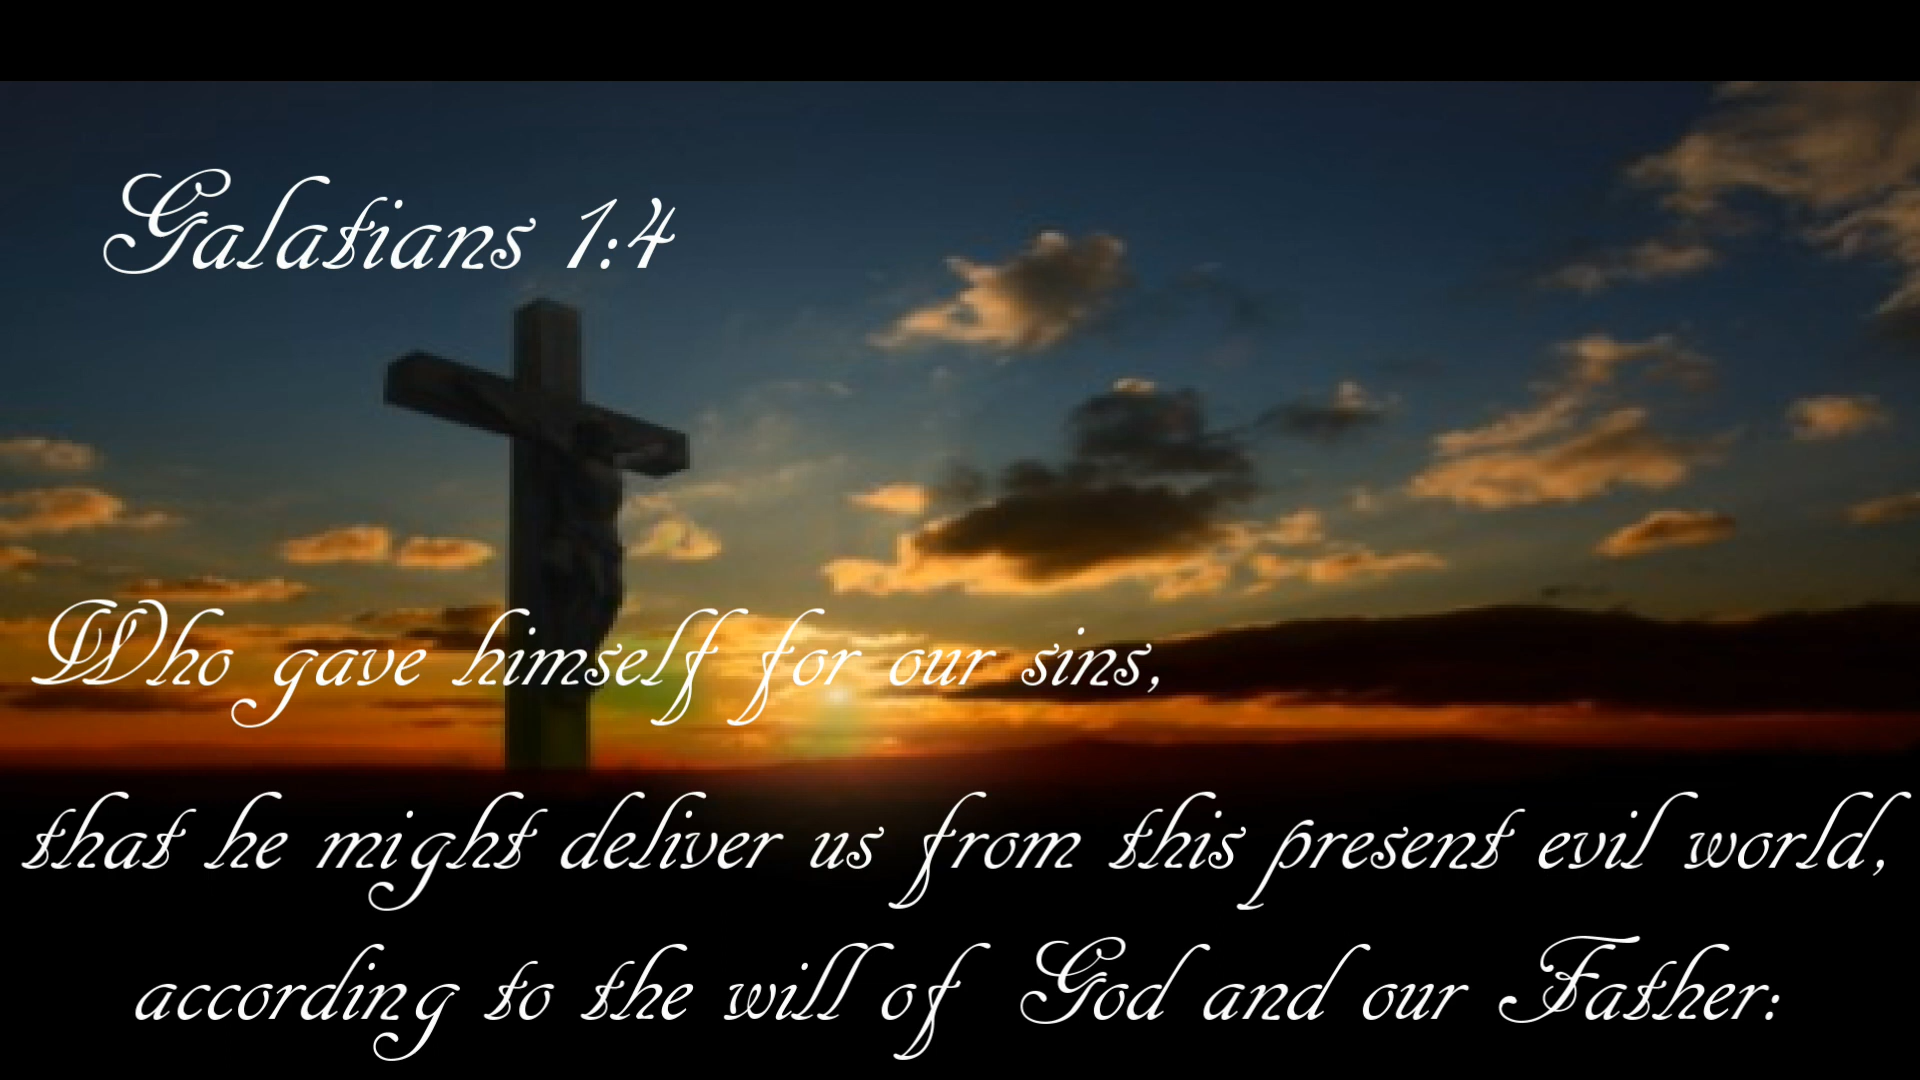 Galatians 1:4
Who gave himself for our sins,
that he might deliver us from this present evil world,
according to the will of God and our Father: